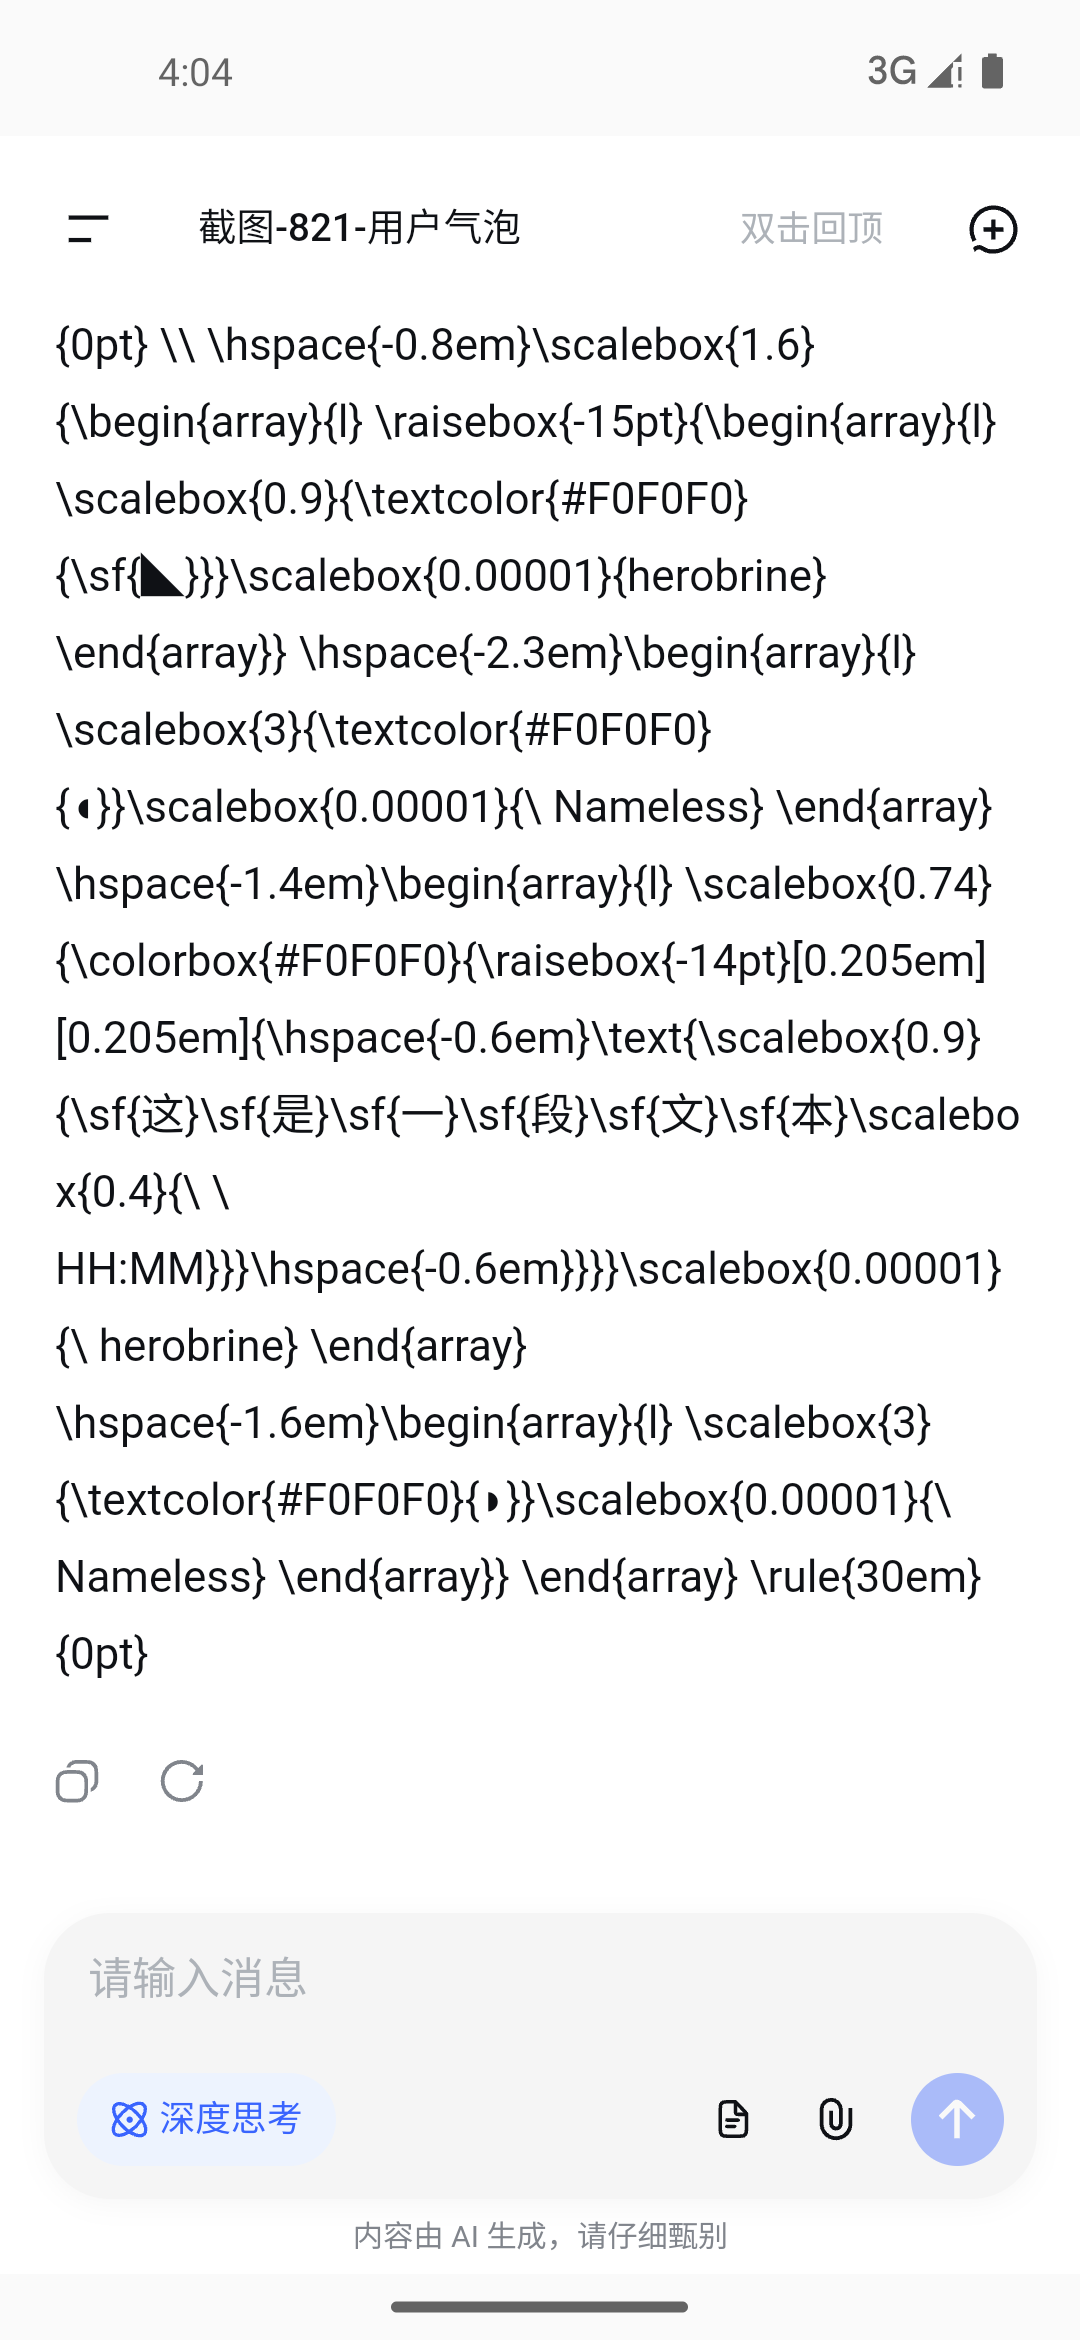 4:04
3G
截图-821-用户气泡
双击回顶
{0pt} \\ \hspace{-0.8em}\scalebox{1.6}
{\begin{array}{l} \raisebox{-15pt}{\begin{array}{l}
\scalebox{0.9}{\textcolor{#F0F0F0}
{\sf{◣}}}\scalebox{0.00001}{herobrine}
\end{array}} \hspace{-2.3em}\begin{array}{l}
\scalebox{3}{\textcolor{#F0F0F0}
{◖}}\scalebox{0.00001}{\ Nameless} \end{array}
\hspace{-1.4em}\begin{array}{l} \scalebox{0.74}
{\colorbox{#F0F0F0}{\raisebox{-14pt}[0.205em]
[0.205em]{\hspace{-0.6em}\text{\scalebox{0.9}
{\sf{这}\sf{是}\sf{一}\sf{段}\sf{文}\sf{本}\scalebo
x{0.4}{\ \
HH:MM}}}\hspace{-0.6em}}}}\scalebox{0.00001}
{\ herobrine} \end{array}
\hspace{-1.6em}\begin{array}{l} \scalebox{3}
{\textcolor{#F0F0F0}{◗}}\scalebox{0.00001}{\
Nameless} \end{array}} \end{array} \rule{30em}
{0pt}
请输入消息
深度思考
内容由 AI 生成，请仔细甄别